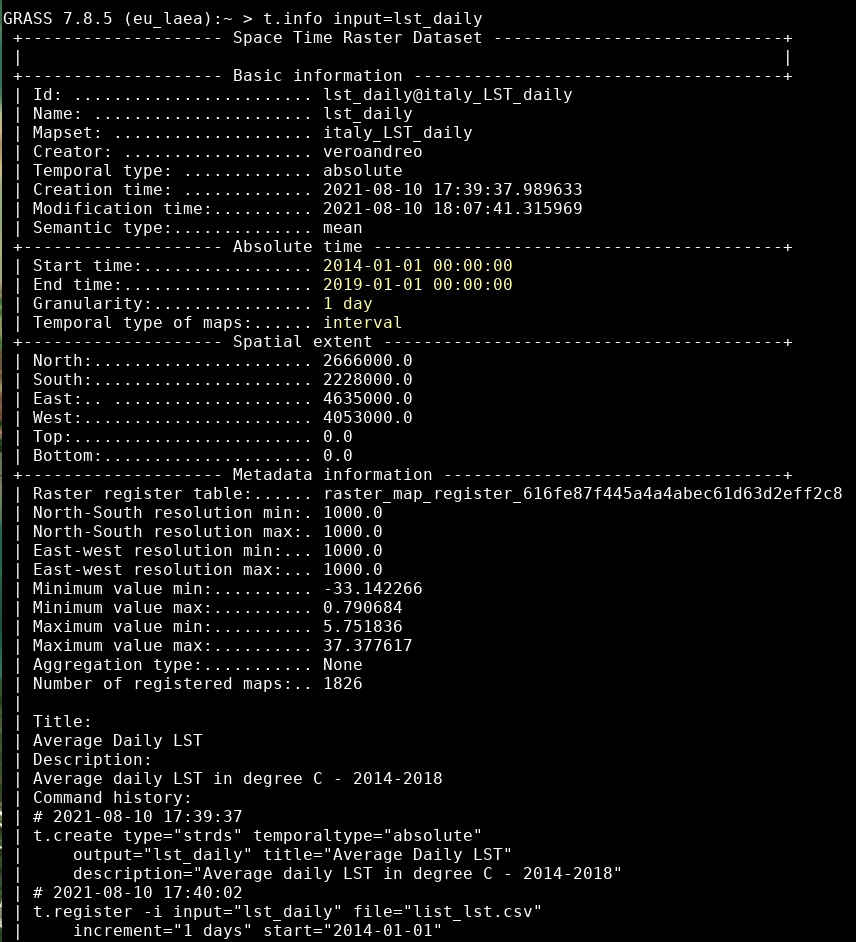 GRASS 7.8.5 (eu_laea):~ > t.info input=lst_daily
+-------------------- Space Time Raster Dataset -----------------------------+
|                                                                            |
+-------------------- Basic information -------------------------------------+
| Id: ........................ lst_daily@italy_LST_daily
| Name: ...................... lst_daily
| Mapset: .................... italy_LST_daily
| Creator: ................... veroandreo
| Temporal type: ............. absolute
| Creation time: ............. 2021-08-10 17:39:37.989633
| Modification time:.......... 2021-08-10 18:07:41.315969
| Semantic type:.............. mean
+-------------------- Absolute time -----------------------------------------+
| Start time:................. 2014-01-01 00:00:00
| End time:................... 2019-01-01 00:00:00
| Granularity:................ 1 day
| Temporal type of maps:...... interval
+-------------------- Spatial extent ----------------------------------------+
| North:...................... 2666000.0
| South:...................... 2228000.0
| East:.. .................... 4635000.0
| West:....................... 4053000.0
| Top:........................ 0.0
| Bottom:..................... 0.0
+-------------------- Metadata information ----------------------------------+
| Raster register table:...... raster_map_register_616fe87f445a4a4abec61d63d2eff2c8
| North-South resolution min:. 1000.0
| North-South resolution max:. 1000.0
| East-west resolution min:... 1000.0
| East-west resolution max:... 1000.0
| Minimum value min:.......... -33.142266
| Minimum value max:.......... 0.790684
| Maximum value min:.......... 5.751836
| Maximum value max:.......... 37.377617
| Aggregation type:........... None
| Number of registered maps:.. 1826
|
| Title:
| Average Daily LST
| Description:
| Average daily LST in degree C - 2014-2018
| Command history:
| # 2021-08-10 17:39:37
| t.create type="strds" temporaltype="absolute"
|     output="lst_daily" title="Average Daily LST"
|     description="Average daily LST in degree C - 2014-2018"
| # 2021-08-10 17:40:02
| t.register -i input="lst_daily" file="list_lst.csv"
|     increment="1 days" start="2014-01-01"